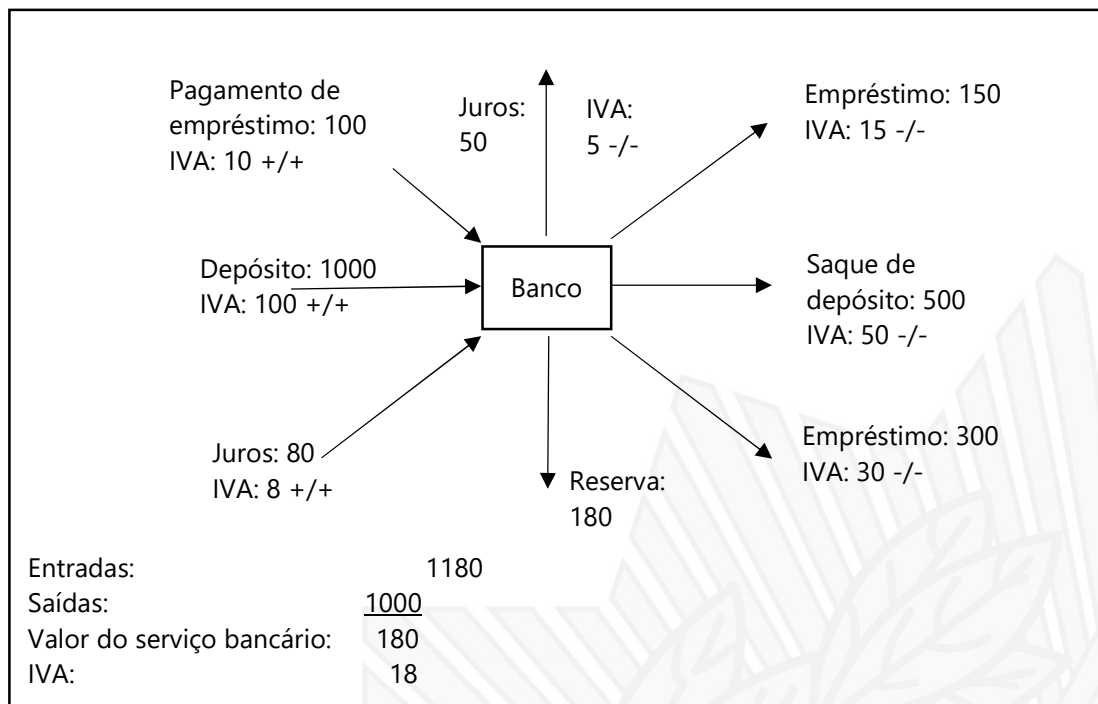 Pagamento de
empréstimo: 100
IVA: 10 +/+
Juros:
50
IVA:
5 -/-
Empréstimo: 150
IVA: 15 -/-
Depósito: 1000
IVA: 100 +/+
Banco
Saque de
depósito: 500
IVA: 50 -/-
Juros: 80
IVA: 8 +/+
Reserva:
180
Empréstimo: 300
IVA: 30 -/-
Entradas: 1180
Saídas: 1000
Valor do serviço bancário: 180
IVA: 18